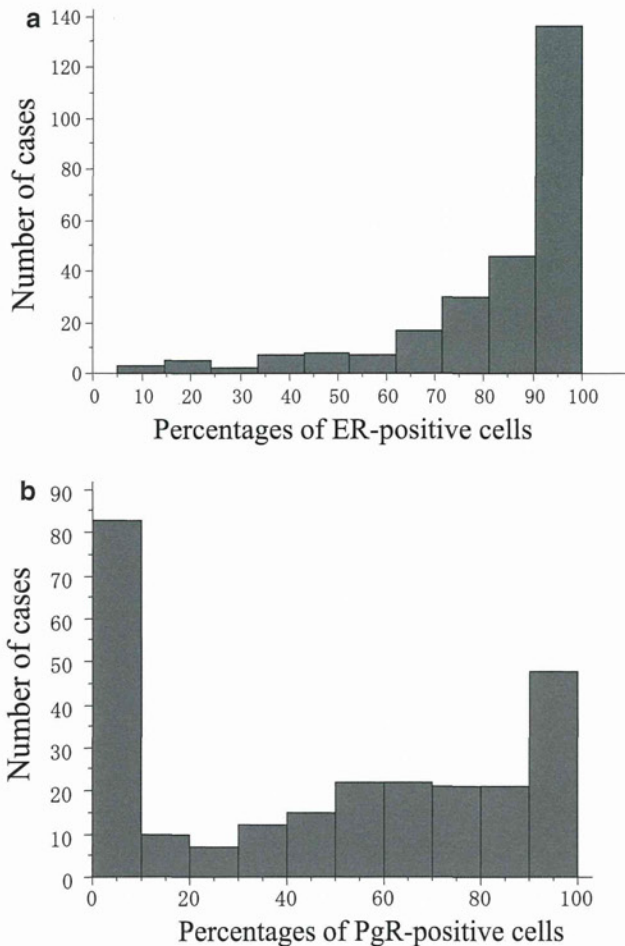 a
140
120
100
80
60
40
20
0
Number of cases
0 10 20 30 40 50 60 70 80 90 100
Percentages of ER-positive cells
b
90
80
70
60
50
40
30
20
10
0
Number of cases
0 20 40 60 80 100
Percentages of PgR-positive cells